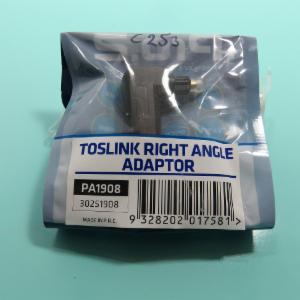 C253
TOSLINK RIGHT ANGLE
ADAPTOR
PA1908
30251908
MADE IN P.R.C.
9 328202 017581